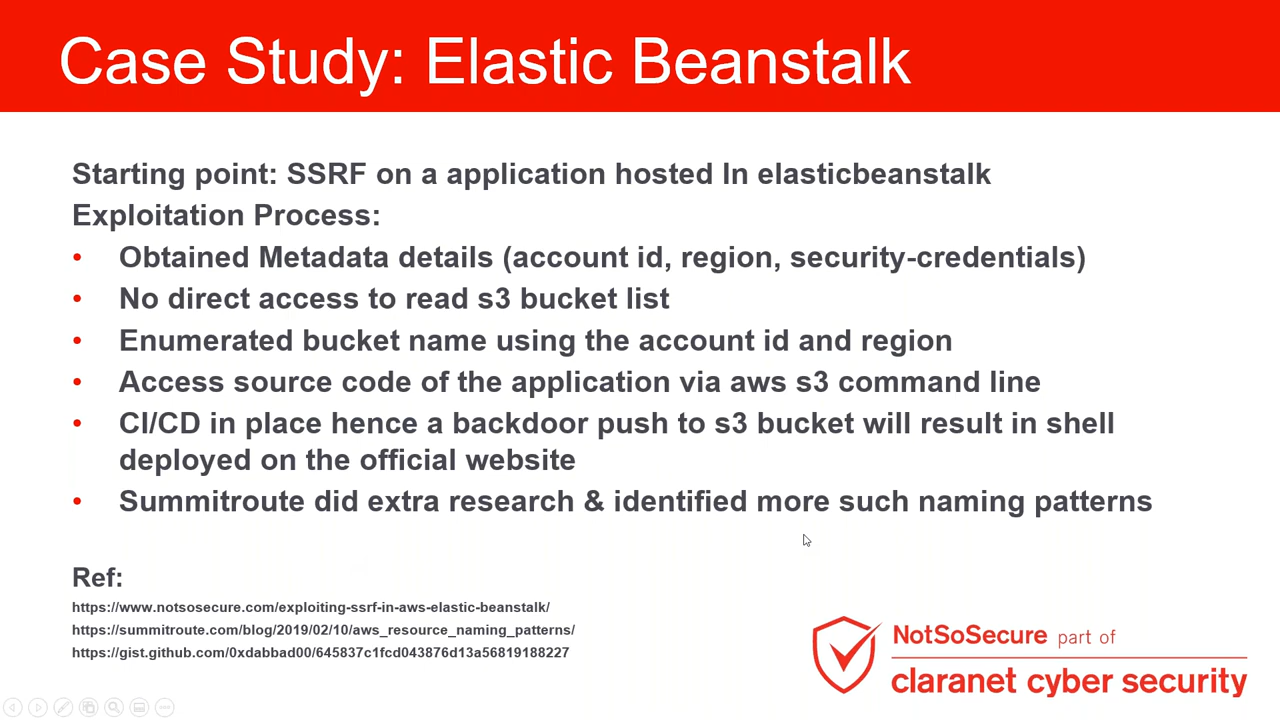 Case Study: Elastic Beanstalk
Starting point: SSRF on a application hosted In elasticbeanstalk
Exploitation Process:
• Obtained Metadata details (account id, region, security-credentials)
• No direct access to read s3 bucket list
• Enumerated bucket name using the account id and region
• Access source code of the application via aws s3 command line
• CI/CD in place hence a backdoor push to s3 bucket will result in shell
deployed on the official website
• Summitroute did extra research & identified more such naming patterns
Ref:
https://www.notsosecure.com/exploiting-ssrf-in-aws-elastic-beanstalk/
https://summitroute.com/blog/2019/02/10/aws_resource_naming_patterns/
https://gist.github.com/0xdabbad00/645837c1fcd043876d13a56819188227
NotSoSecure part of
claranet cyber security